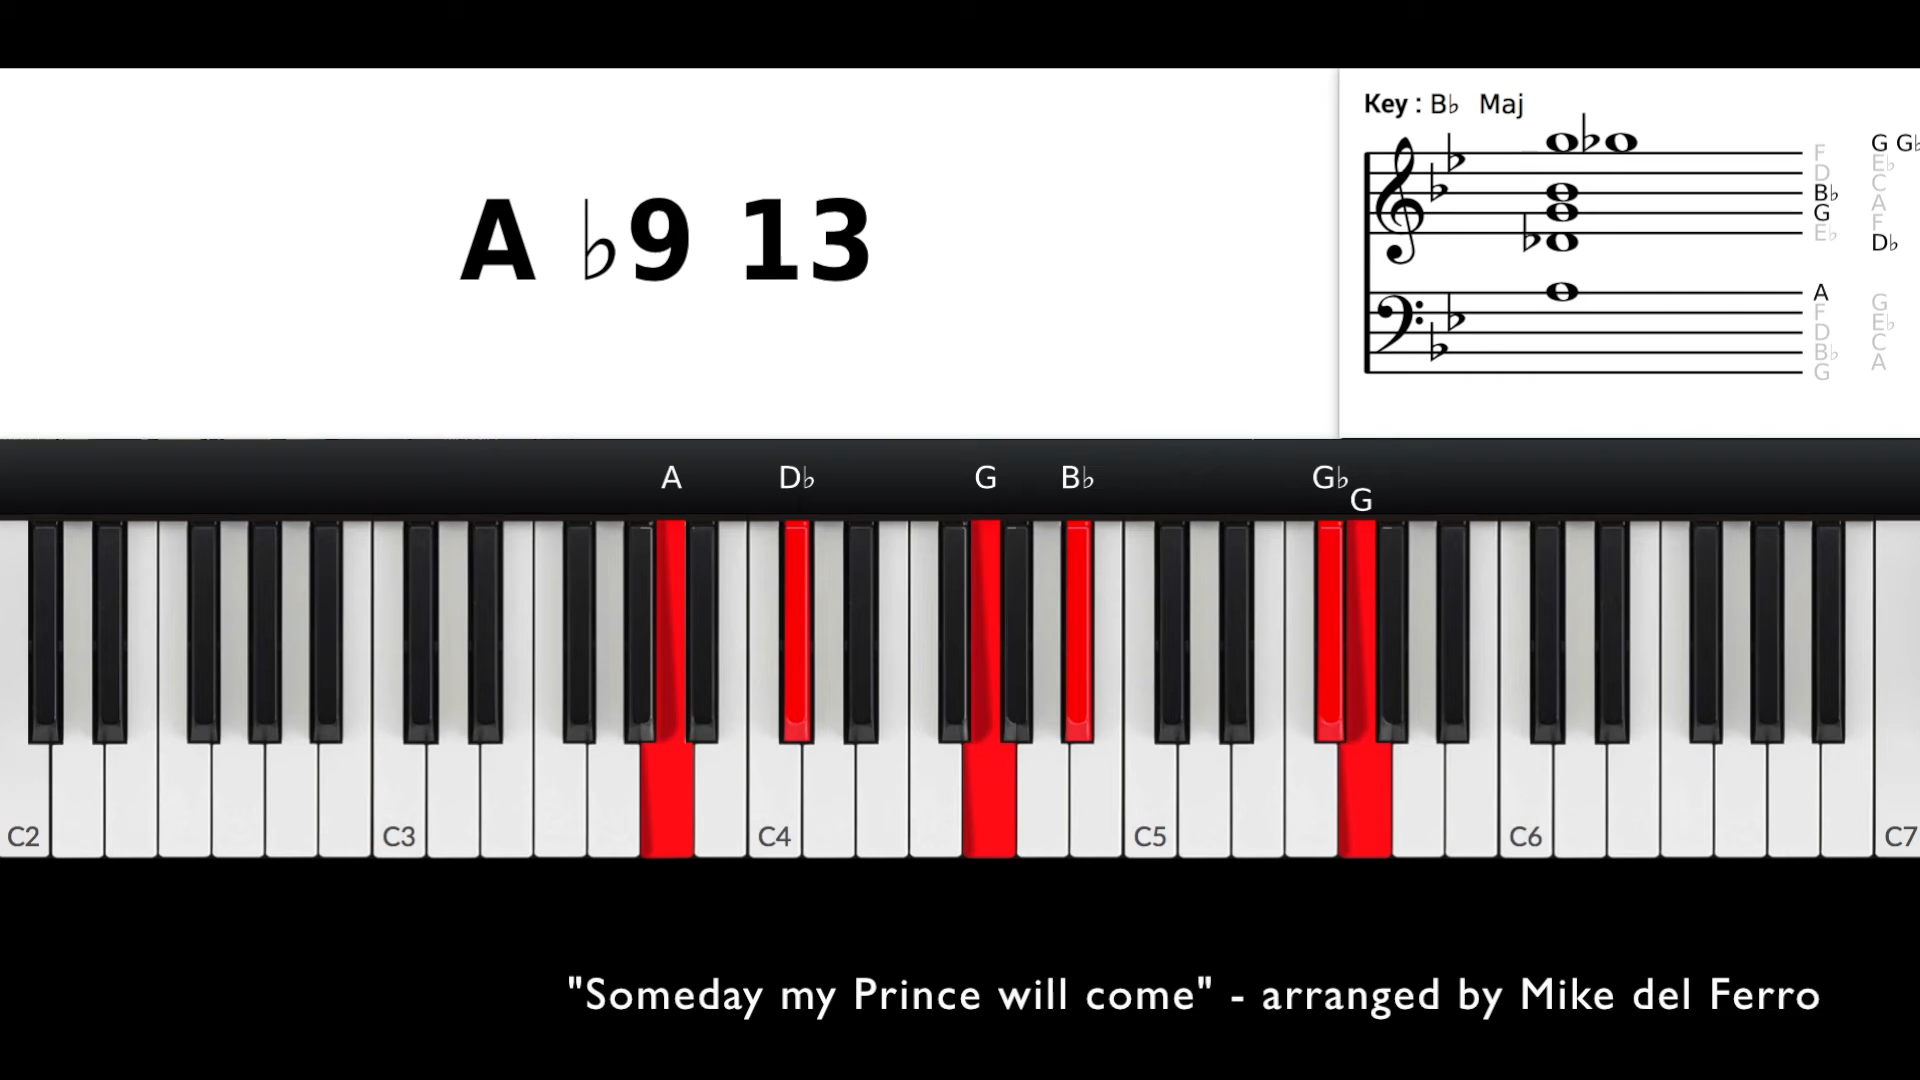 Key : B♭ Maj
A ♭9 13
G G♭
F
E♭
D
C
B♭
A
G
F
E♭
D♭
A
G
F
E♭
D
C
B♭
A
G
A D♭ G B♭ G♭ G
C2 C3 C4 C5 C6 C7
"Someday my Prince will come" - arranged by Mike del Ferro